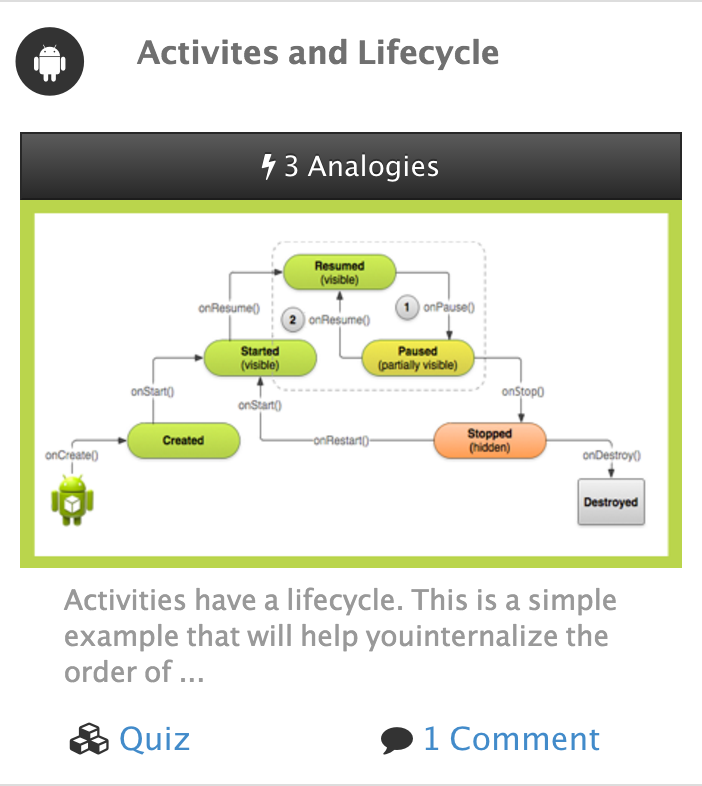 Activites and Lifecycle
3 Analogies
Resumed
(visible)
onResume()
2
onResume()
1
onPause()
Started
(visible)
Paused
(partially visible)
onStart()
onStart()
onStop()
Created
onRestart()
Stopped
(hidden)
onCreate()
onDestroy()
Destroyed
Activities have a lifecycle. This is a simple
example that will help youinternalize the
order of ...
Quiz
1 Comment